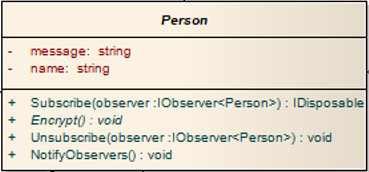 Person
- message: string
- name: string
+ Subscribe(observer :IObserver<Person>) : IDisposable
+ Encrypt() : void
+ Unsubscribe(observer :IObserver<Person>) : void
+ NotifyObservers() : void